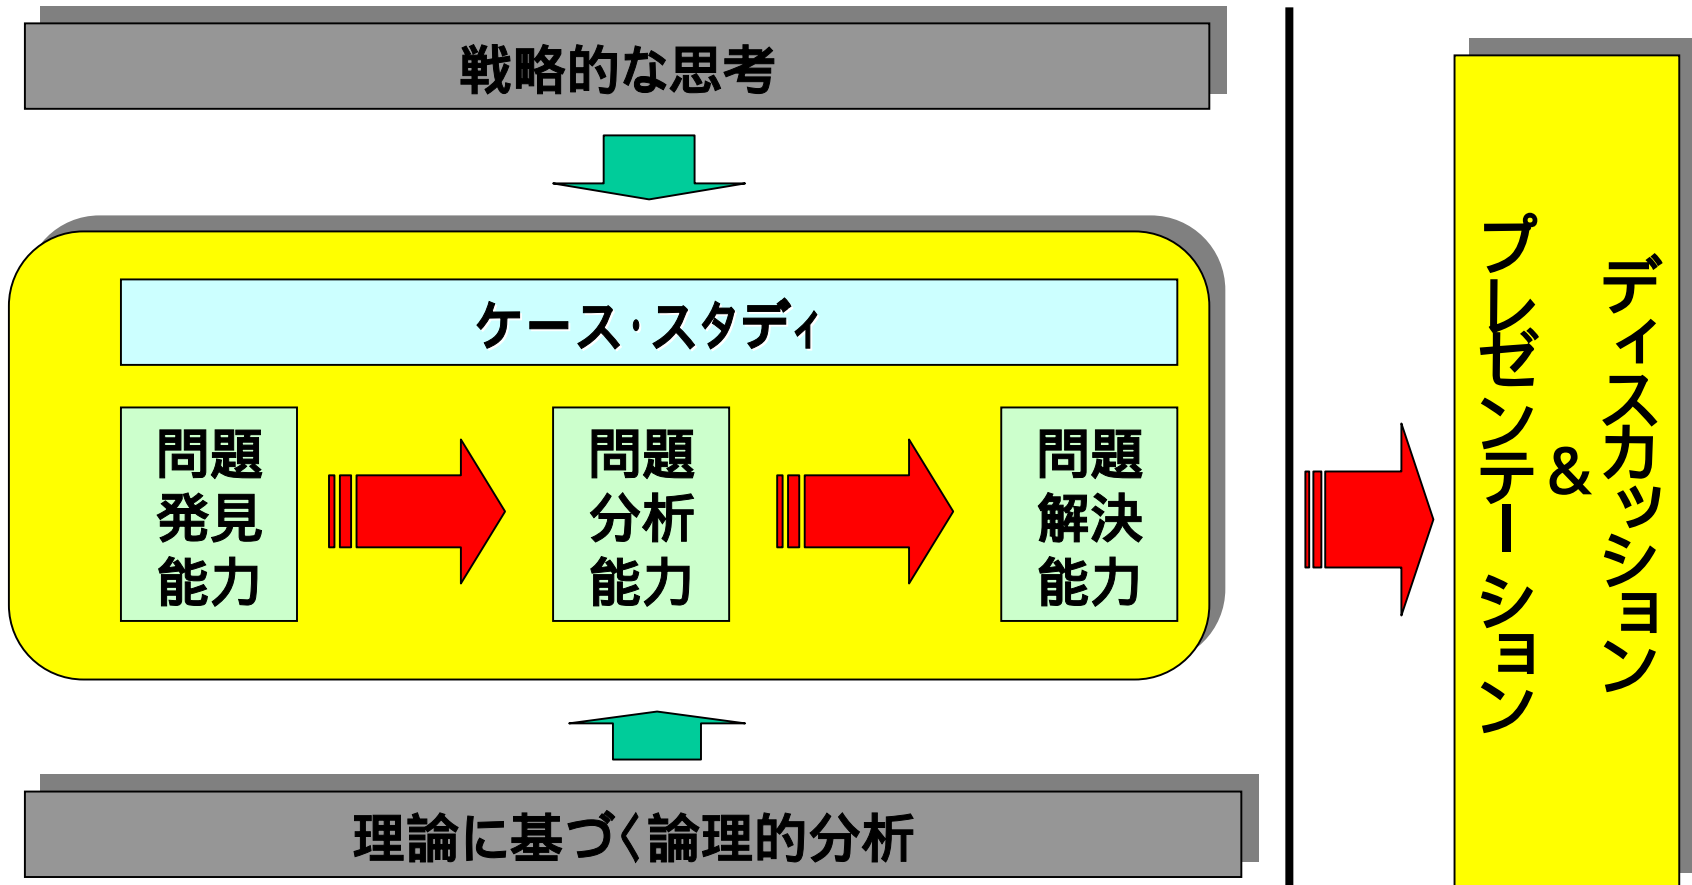 戦略的な思考
ケース・スタディ
問題
発見
能力
問題
分析
能力
問題
解決
能力
理論に基づく論理的分析
ディスカッション
&
プレゼンテーション